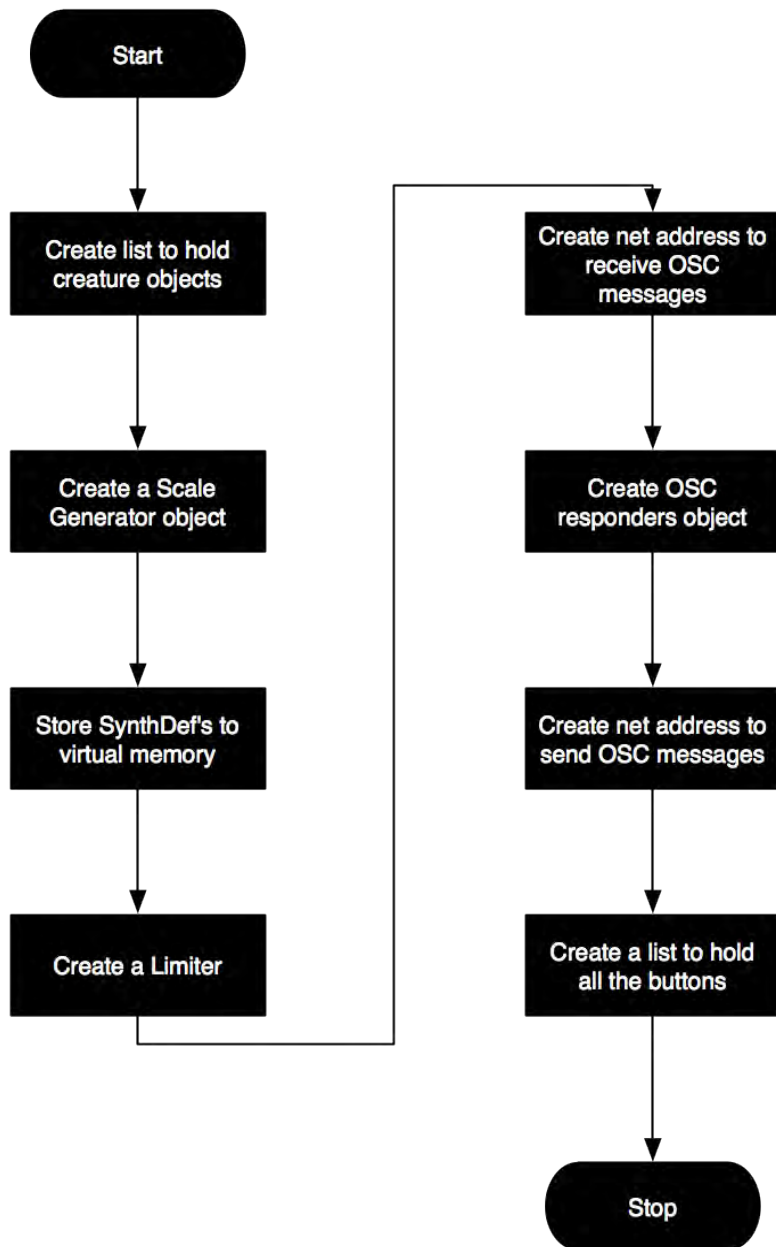 Start
Create list to hold
creature objects
Create a Scale
Generator object
Store SynthDef's to
virtual memory
Create a Limiter
Create net address to
receive OSC
messages
Create OSC
responders object
Create net address to
send OSC messages
Create a list to hold
all the buttons
Stop